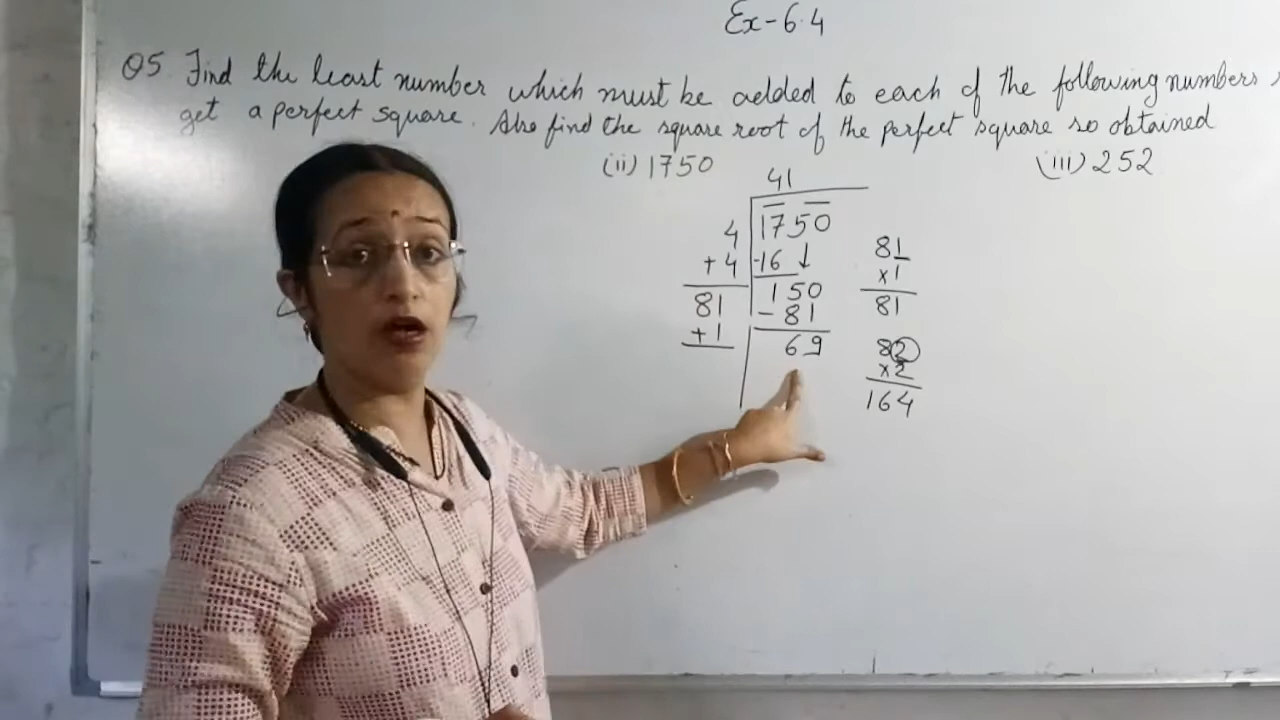 Ex-6.4
Q5. Find the least number which must be added to each of the following numbers s
get a perfect square. Also find the square root of the perfect square so obtained
(ii) 1750 (iii) 252
41
4 1750
+4 -16 ↓
81 150
+1 -81
69
81
×1
81
82
×2
164